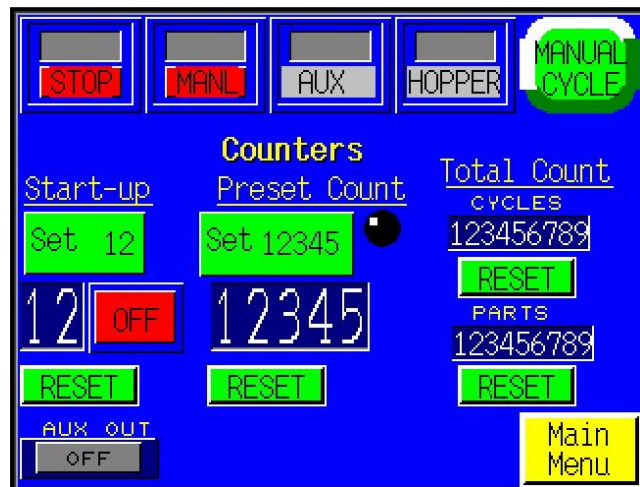 STOP
MANL
AUX
HOPPER
MANUAL
CYCLE
Counters
Start-up
Preset Count
Total Count
CYCLES
Set 12
Set 12345
123456789
RESET
12
OFF
12345
PARTS
123456789
RESET
RESET
RESET
AUX OUT
OFF
Main
Menu